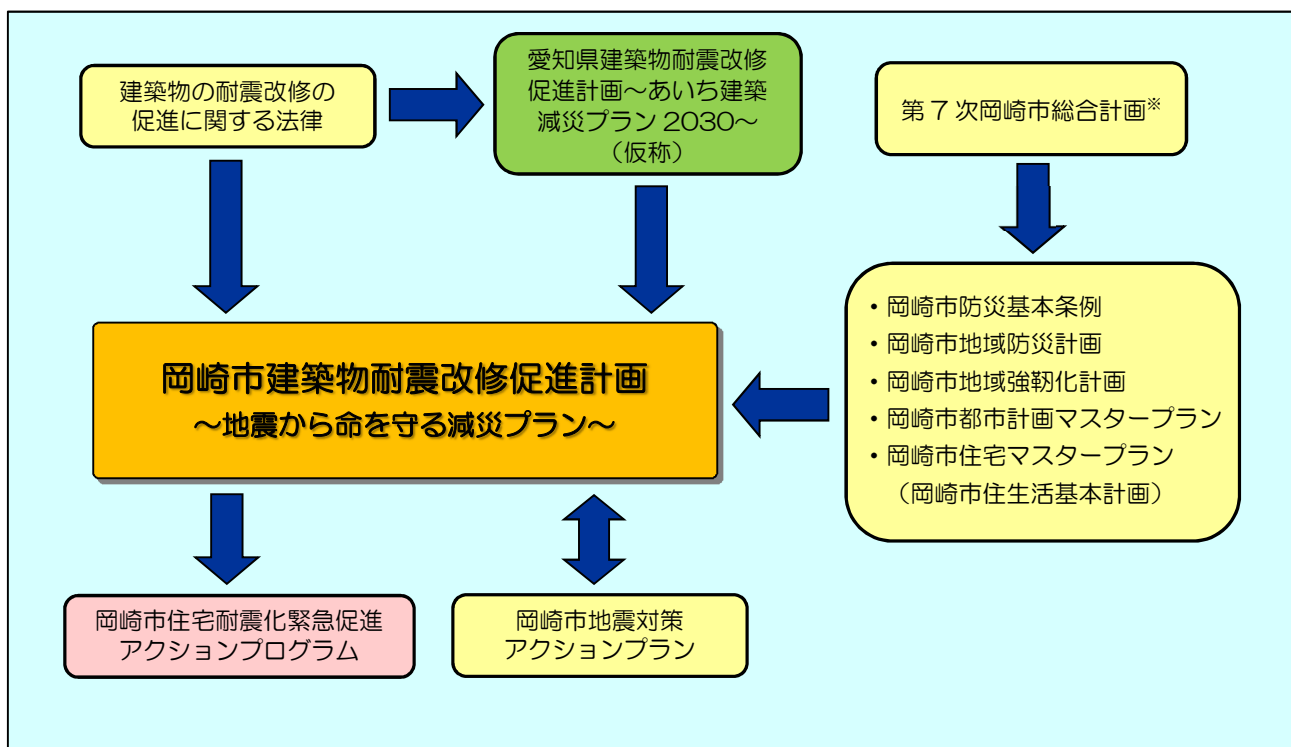 建築物の耐震改修の
促進に関する法律
愛知県建築物耐震改修
促進計画～あいち建築
減災プラン 2030～
（仮称）
第 7 次岡崎市総合計画※
・岡崎市防災基本条例
・岡崎市地域防災計画
・岡崎市地域強靱化計画
・岡崎市都市計画マスタープラン
・岡崎市住宅マスタープラン
（岡崎市住生活基本計画）
岡崎市建築物耐震改修促進計画
～地震から命を守る減災プラン～
岡崎市住宅耐震化緊急促進
アクションプログラム
岡崎市地震対策
アクションプラン